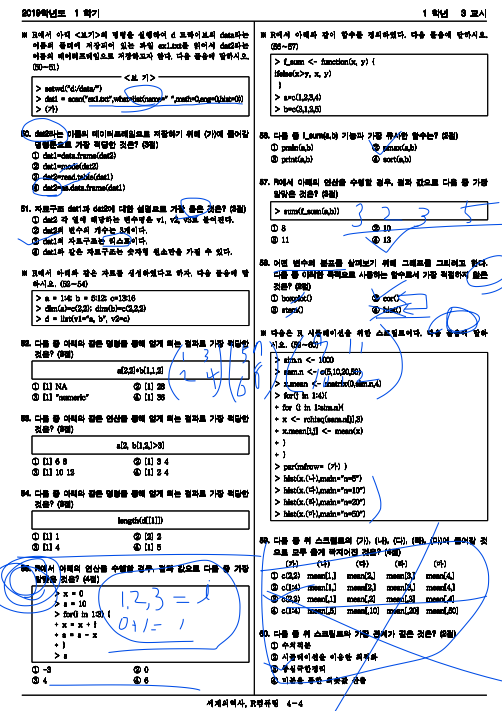 2019학년도 1 학기
1 학년 3 교시
※ R에서 아래 <보기>의 명령을 실행하여 d 드라이브의 data라는
이름의 폴더에 저장되어 있는 파일 ex1.txt를 읽어서 dat2라는
이름의 데이터프레임으로 저장하고자 한다. 다음 물음에 답하시오.
(50~51)
<보 기>
> setwd("d:/data/")
> dat1 = scan("ex1.txt",what=list(name="",math=0,eng=0,hist=0))
> (가)
50. dat2라는 이름의 데이터프레임으로 저장하기 위해 (가)에 들어갈
명령문으로 가장 적당한 것은? (3점)
① dat1=data.frame(dat2)
② dat1=mode(dat2)
③ dat2=read.table(dat1)
④ dat2=as.data.frame(dat1)
51. 자료구조 dat1과 dat2에 대한 설명으로 가장 옳은 것은? (3점)
① dat2 각 열에 해당하는 변수명은 v1, v2, v3로 붙여진다.
② dat2의 변수의 개수는 3개이다.
③ dat1의 자료구조는 리스트이다.
④ dat1과 같은 자료구조는 숫자형 원소만을 가질 수 있다.
※ R에서 아래와 같은 자료를 생성하였다고 하자. 다음 물음에 답
하시오. (52~54)
> a = 1:4; b = 5:12; c=13:16
> dim(a)=c(2,2); dim(b)=c(2,2,2)
> d = list(v1="a, b", v2=c)
52. 다음 중 아래와 같은 명령을 통해 얻게 되는 결과로 가장 적당한
것은? (3점)
a[2,2]+b[1,1,2]
① [1] NA
② [1] 28
③ [1] "numeric"
④ [1] 36
53. 다음 중 아래와 같은 연산을 통해 얻게 되는 결과로 가장 적당한
것은? (3점)
a[2, b[1,2,]>3]
① [1] 6 8
② [1] 3 4
③ [1] 10 12
④ [1] 2 4
54. 다음 중 아래와 같은 명령을 통해 얻게 되는 결과로 가장 적당한
것은? (3점)
length(d[[1]])
① [1] 1
② [2] 2
③ [1] 4
④ [1] 5
55. R에서 아래의 연산을 수행할 경우, 결과 값으로 다음 중 가장
알맞은 것은? (4점)
> x = 0
> s = 10
> for(i in 1:3) {
+ x = x + i
+ s = s - x
+ }
> s
1, 2, 3 = i
0+1= 1
① -3
② 0
③ 4
④ 6
※ R에서 아래와 같이 함수를 정의하였다. 다음 물음에 답하시오.
(56~57)
> f_sum <- function(x, y) {
ifelse(x>y, x, y)
}
> a=c(1,2,3,4)
> b=c(3,1,2,5)
56. 다음 중 f_sum(a,b) 기능과 가장 유사한 함수는? (2점)
① pmin(a,b)
② pmax(a,b)
③ print(a,b)
④ sort(a,b)
57. R에서 아래의 연산을 수행할 경우, 결과 값으로 다음 중 가장
알맞은 것은? (3점)
> sum(f_sum(a,b))
3 2 3 5
① 8
② 10
③ 11
④ 13
58. 어떤 변수의 분포를 살펴보기 위해 그래프를 그리려고 한다.
다음 중 이러한 목적으로 사용하는 함수로서 가장 적절하지 않은
것은? (3점)
① boxplot()
② cor()
③ stem()
④ hist()
※ 다음은 R 시뮬레이션을 위한 스크립트이다. 다음 물음에 답하
시오. (59~60)
> sim.n <- 1000
> sam.n <- c(5,10,20,50)
> x.mean <- matrix(0,sim.n,4)
> for(j in 1:4){
+ for (i in 1:sim.n){
+ x <- rchisq(sam.n[j],3)
+ x.mean[i,j] <- mean(x)
+ }
+ }
> par(mfrow= (가) )
> hist(x.(나),main="n=5")
> hist(x.(다),main="n=10")
> hist(x.(라),main="n=20")
> hist(x.(마),main="n=50")
59. 다음 중 위 스크립트의 (가), (나), (다), (라), (마)에 들어갈 것
으로 모두 옳게 짝지어진 것은? (4점)
(가) (나) (다) (라) (마)
① c(2,2) mean[,1] mean[2,] mean[3,] mean[4,]
② c(1:4) mean[1,] mean[2,] mean[3,] mean[4,]
③ c(2,2) mean[,1] mean[,2] mean[,3] mean[,4]
④ c(1:4) mean[,5] mean[,10] mean[,20] mean[,50]
60. 다음 중 위 스크립트와 가장 관계가 깊은 것은? (2점)
① 수치적분
② 시뮬레이션을 이용한 최적화
③ 중심극한정리
④ 미분을 통한 최솟값 산출
4－4